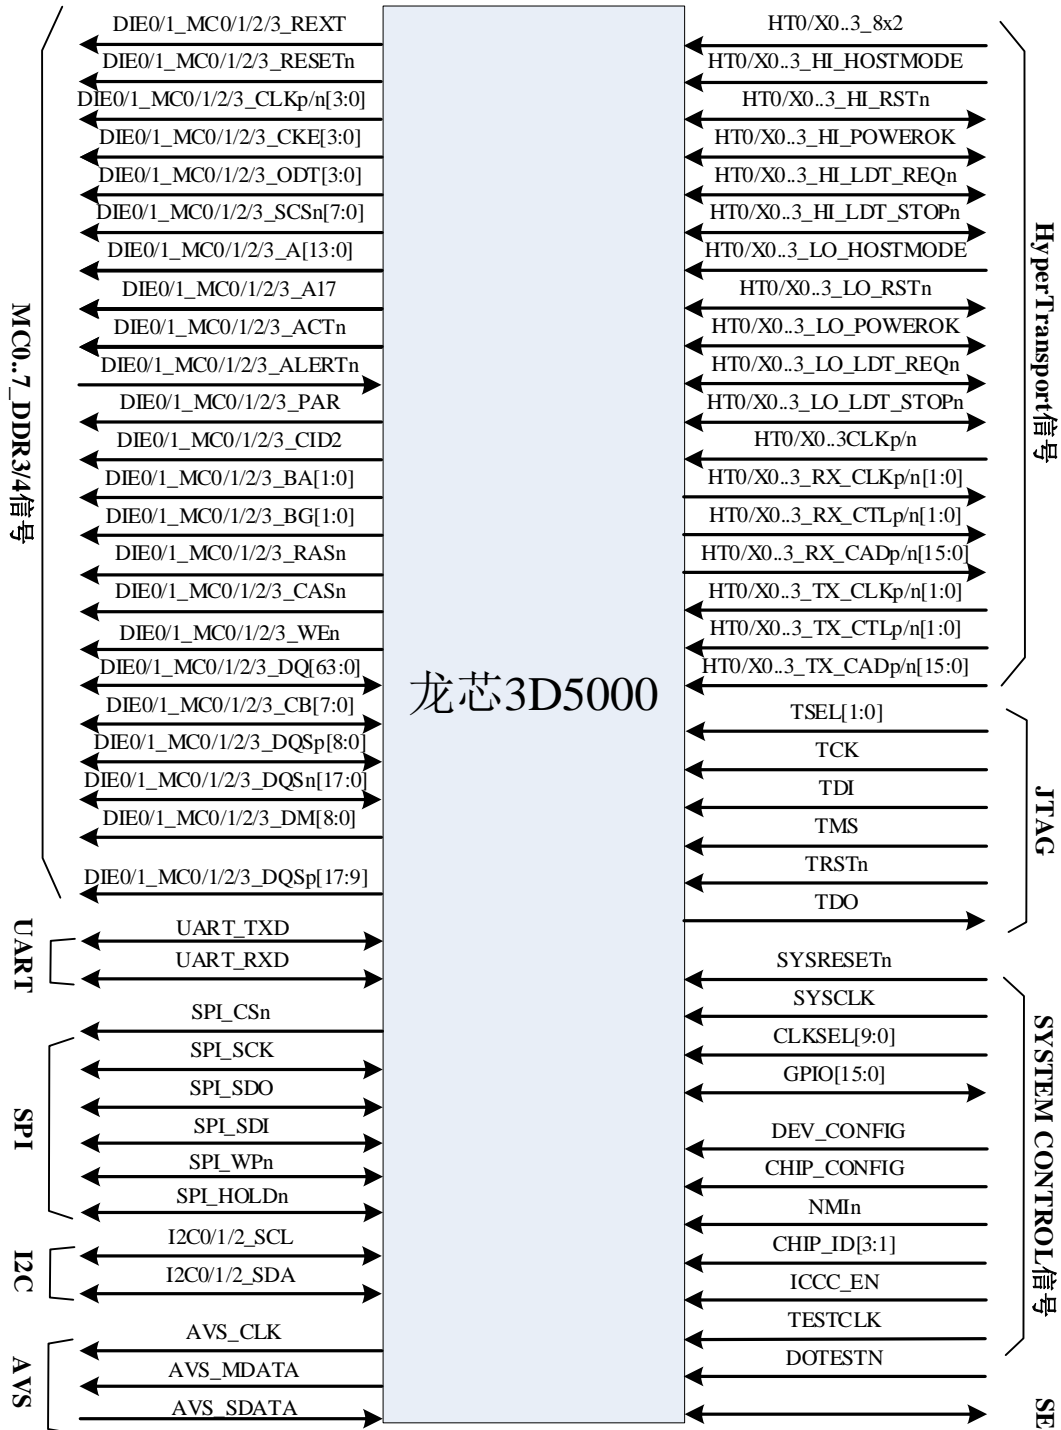 MC0..7_DDR3/4信号
DIE0/1_MC0/1/2/3_REXT
DIE0/1_MC0/1/2/3_RESETn
DIE0/1_MC0/1/2/3_CLKp/n[3:0]
DIE0/1_MC0/1/2/3_CKE[3:0]
DIE0/1_MC0/1/2/3_ODT[3:0]
DIE0/1_MC0/1/2/3_SCSn[7:0]
DIE0/1_MC0/1/2/3_A[13:0]
DIE0/1_MC0/1/2/3_A17
DIE0/1_MC0/1/2/3_ACTn
DIE0/1_MC0/1/2/3_ALERTn
DIE0/1_MC0/1/2/3_PAR
DIE0/1_MC0/1/2/3_CID2
DIE0/1_MC0/1/2/3_BA[1:0]
DIE0/1_MC0/1/2/3_BG[1:0]
DIE0/1_MC0/1/2/3_RASn
DIE0/1_MC0/1/2/3_CASn
DIE0/1_MC0/1/2/3_WEn
DIE0/1_MC0/1/2/3_DQ[63:0]
DIE0/1_MC0/1/2/3_CB[7:0]
DIE0/1_MC0/1/2/3_DQSp[8:0]
DIE0/1_MC0/1/2/3_DQSn[17:0]
DIE0/1_MC0/1/2/3_DM[8:0]
DIE0/1_MC0/1/2/3_DQSp[17:9]
UART
UART_TXD
UART_RXD
SPI
SPI_CSn
SPI_SCK
SPI_SDO
SPI_SDI
SPI_WPn
SPI_HOLDn
I2C
I2C0/1/2_SCL
I2C0/1/2_SDA
AVS
AVS_CLK
AVS_MDATA
AVS_SDATA
龙芯3D5000
HyperTransport信号
HT0/X0..3_8x2
HT0/X0..3_HI_HOSTMODE
HT0/X0..3_HI_RSTn
HT0/X0..3_HI_POWEROK
HT0/X0..3_HI_LDT_REQn
HT0/X0..3_HI_LDT_STOPn
HT0/X0..3_LO_HOSTMODE
HT0/X0..3_LO_RSTn
HT0/X0..3_LO_POWEROK
HT0/X0..3_LO_LDT_REQn
HT0/X0..3_LO_LDT_STOPn
HT0/X0..3CLKp/n
HT0/X0..3_RX_CLKp/n[1:0]
HT0/X0..3_RX_CTLp/n[1:0]
HT0/X0..3_RX_CADp/n[15:0]
HT0/X0..3_TX_CLKp/n[1:0]
HT0/X0..3_TX_CTLp/n[1:0]
HT0/X0..3_TX_CADp/n[15:0]
JTAG
TSEL[1:0]
TCK
TDI
TMS
TRSTn
TDO
SYSTEM CONTROL信号
SYSRESETn
SYSCLK
CLKSEL[9:0]
GPIO[15:0]
DEV_CONFIG
CHIP_CONFIG
NMIn
CHIP_ID[3:1]
ICCC_EN
TESTCLK
DOTESTN
SE